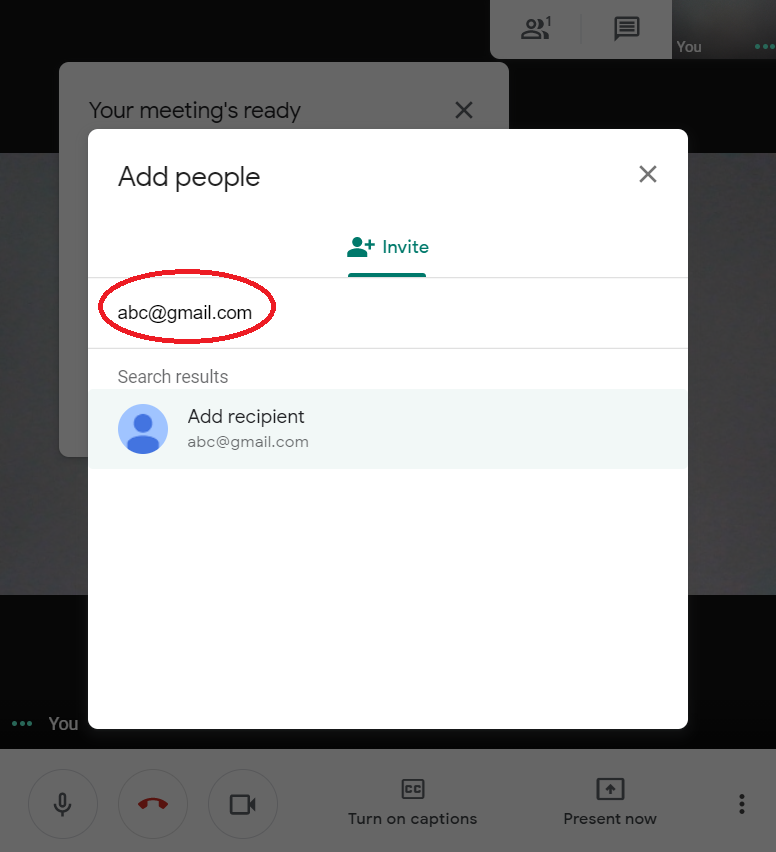 1
You
Your meeting's ready
Add people
Invite
abc@gmail.com
Search results
Add recipient
abc@gmail.com
You
CC
Turn on captions
Present now